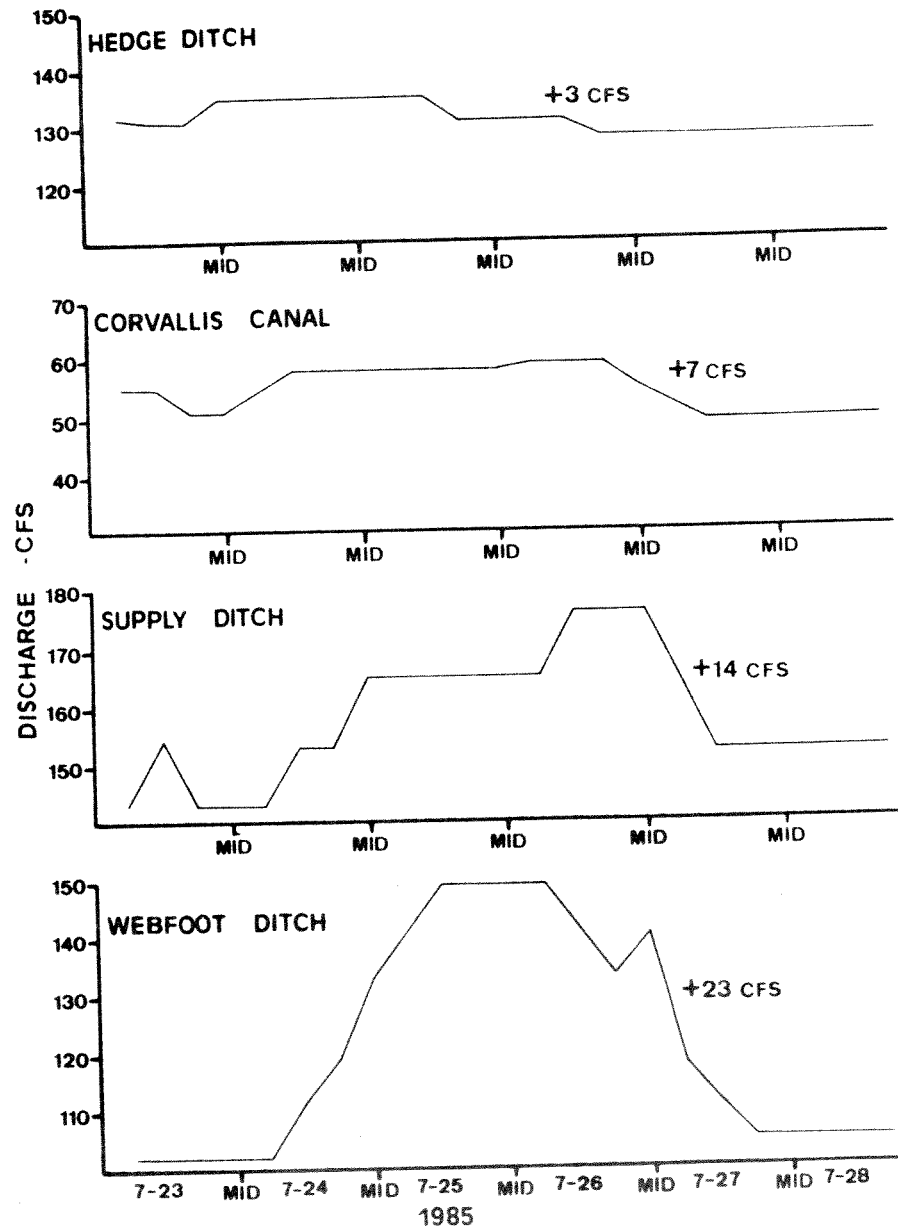 150
HEDGE DITCH
140
+3 CFS
130
120
MID MID MID MID MID
70
CORVALLIS CANAL
60
+7 CFS
50
40
MID MID MID MID MID
DISCHARGE - CFS
180
SUPPLY DITCH
170
+14 CFS
160
150
MID MID MID MID MID
150
WEBFOOT DITCH
140
130
+23 CFS
120
110
7-23 MID 7-24 MID 7-25 MID 7-26 MID 7-27 MID 7-28
1985